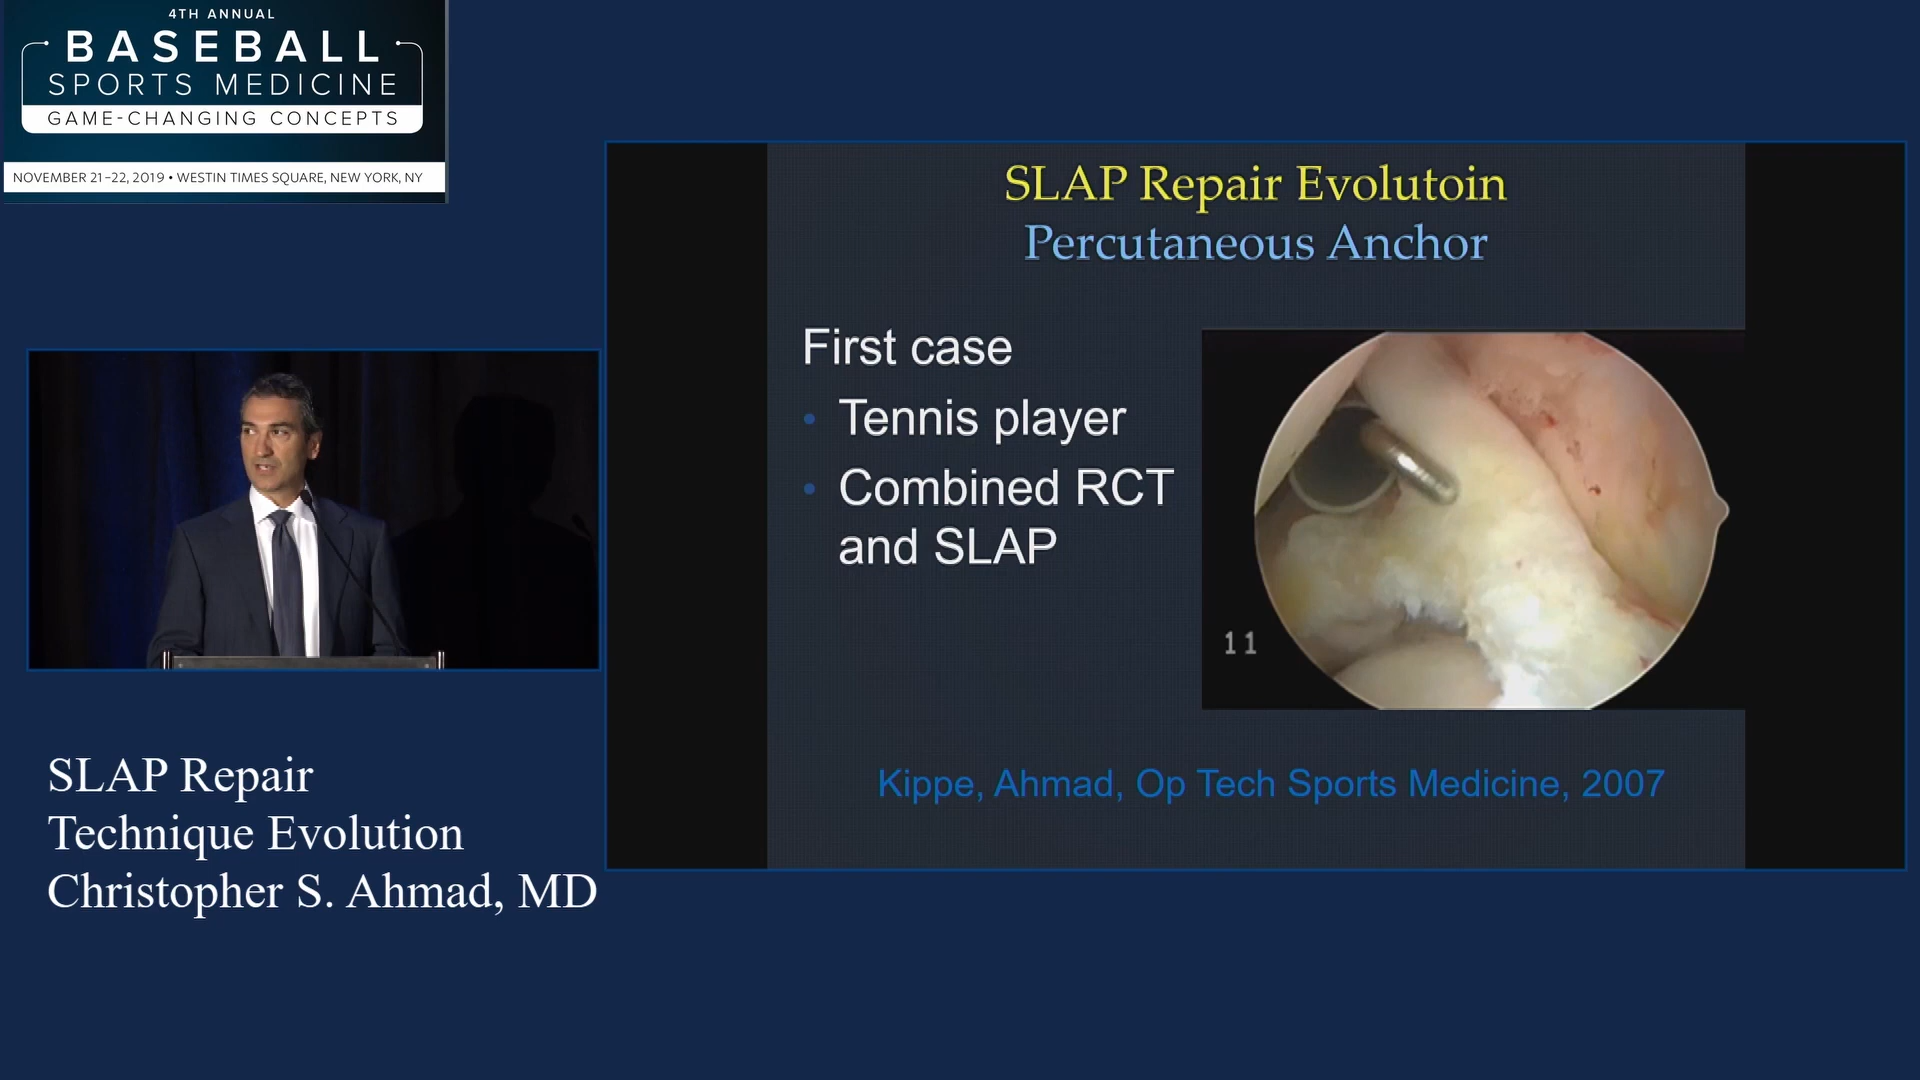 4TH ANNUAL
BASEBALL
SPORTS MEDICINE
GAME-CHANGING CONCEPTS
NOVEMBER 21-22, 2019 • WESTIN TIMES SQUARE, NEW YORK, NY
SLAP Repair Evolutoin
Percutaneous Anchor
First case
• Tennis player
• Combined RCT
and SLAP
11
Kippe, Ahmad, Op Tech Sports Medicine, 2007
SLAP Repair
Technique Evolution
Christopher S. Ahmad, MD